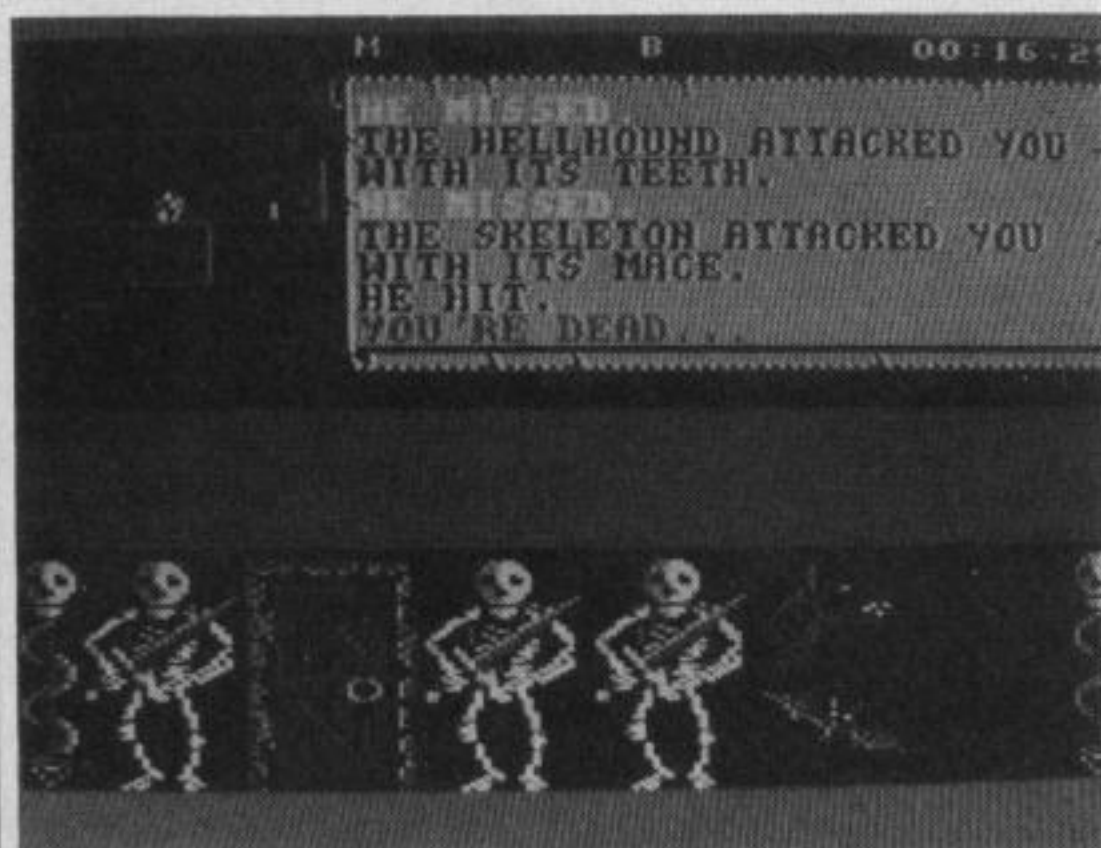 M B 00:16.2
HE MISSED.
THE HELLHOUND ATTACKED YOU
WITH ITS TEETH.
HE MISSED.
THE SKELETON ATTACKED YOU
WITH ITS MACE.
HE HIT.
YOU'RE DEAD...